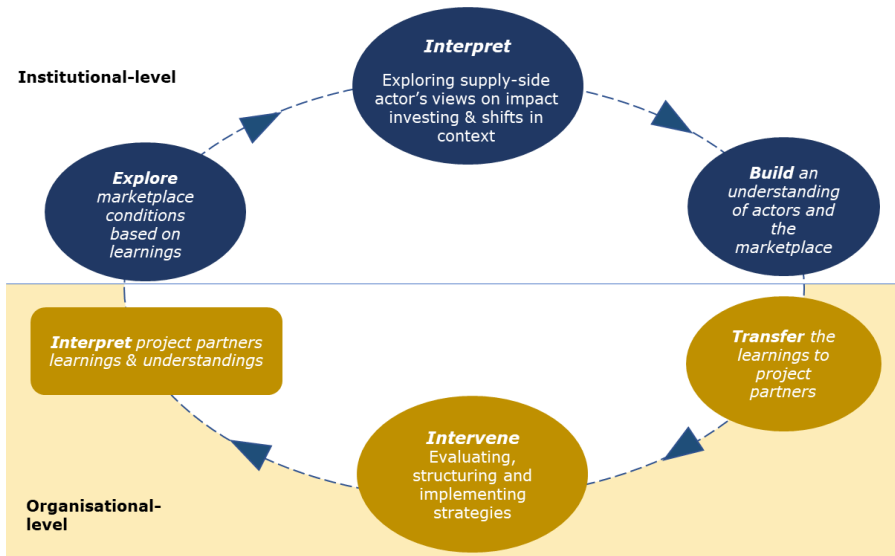 Institutional-level
Interpret
Exploring supply-side
actor's views on impact
investing & shifts in
context
Explore
marketplace
conditions
based on
learnings
Build an
understanding
of actors and
the
marketplace
Interpret project partners
learnings & understandings
Transfer the
learnings to
project
partners
Intervene
Evaluating,
structuring and
implementing
strategies
Organisational-
level